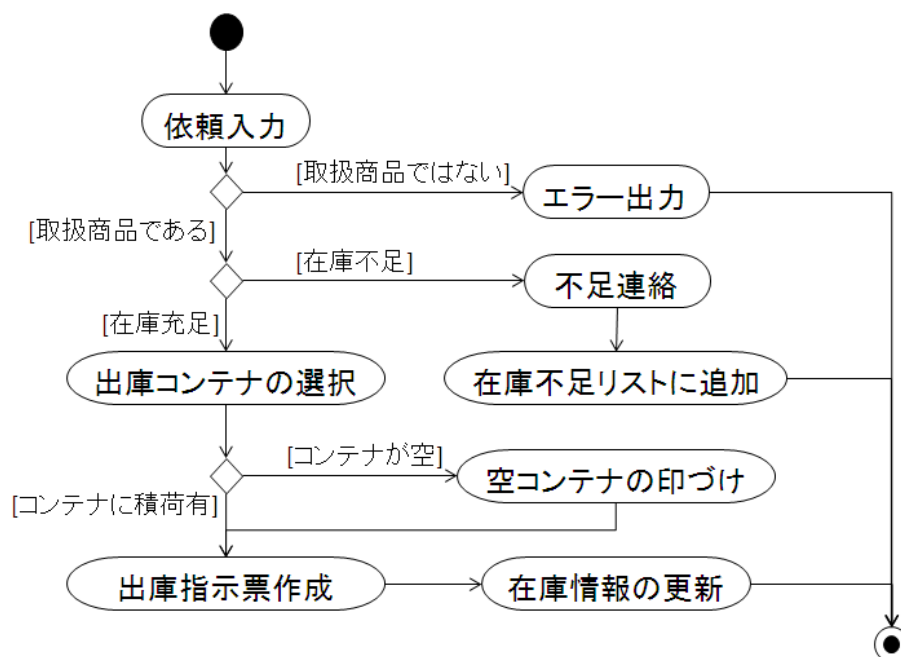 依頼入力
[取扱商品ではない]
エラー出力
[取扱商品である]
[在庫不足]
不足連絡
[在庫充足]
出庫コンテナの選択
在庫不足リストに追加
[コンテナが空]
空コンテナの印づけ
[コンテナに積荷有]
出庫指示票作成
在庫情報の更新